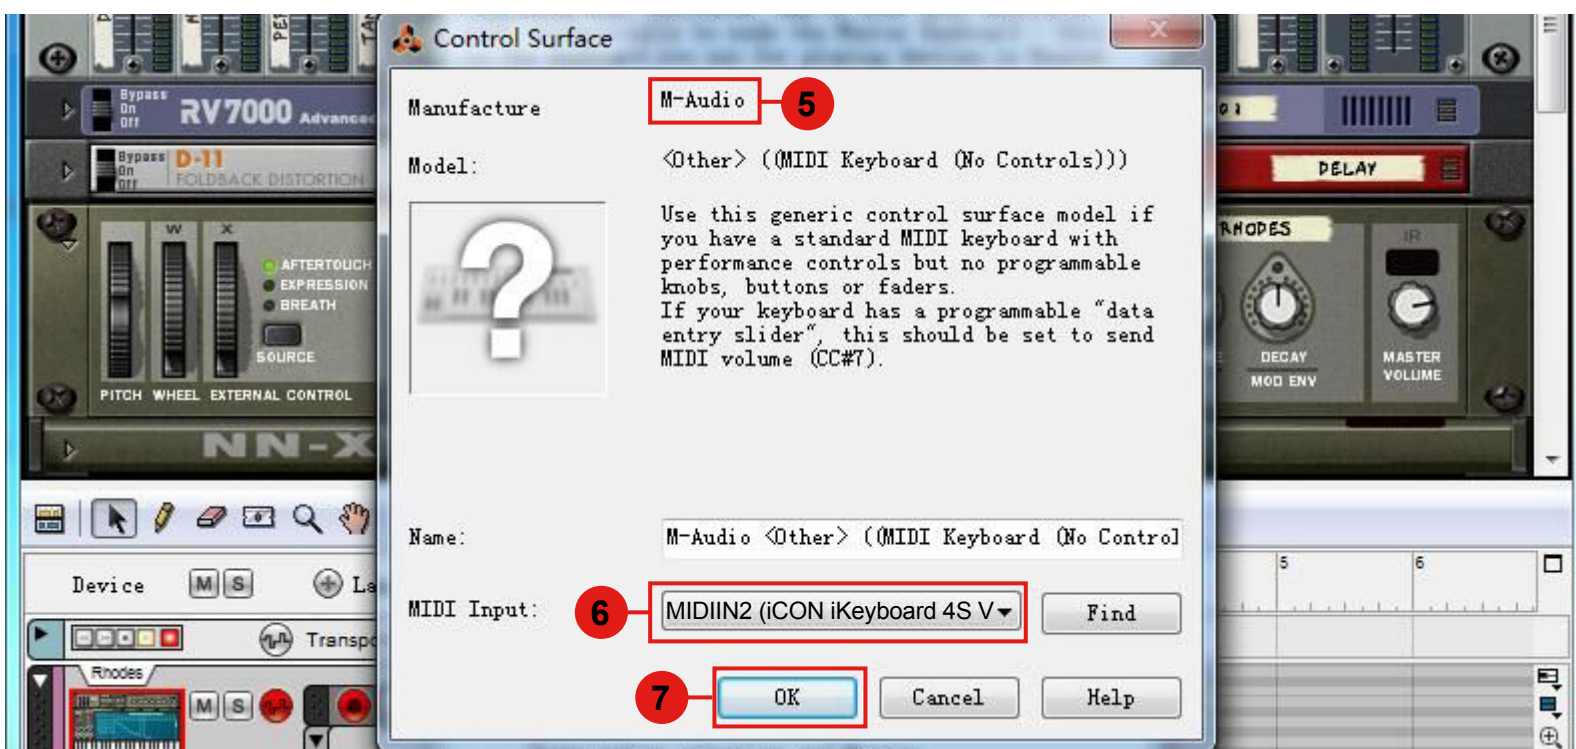 Control Surface
Bypass
On
Off
RV7000 Advanced
Manufacture
M-Audio
5
Bypass
On
Off
D-11
FOLDBACK DISTORTION
Model:
<Other> ((MIDI Keyboard (No Controls)))
DELAY
W X
AFTERTOUCH
EXPRESSION
BREATH
SOURCE
PITCH WHEEL EXTERNAL CONTROL
Use this generic control surface model if
you have a standard MIDI keyboard with
performance controls but no programmable
knobs, buttons or faders.
If your keyboard has a programmable "data
entry slider", this should be set to send
MIDI volume (CC#7).
RHODES
DECAY
MOD ENV
MASTER
VOLUME
NN-X
Name:
M-Audio <Other> ((MIDI Keyboard (No Control
Device
M S
La
5 6
MIDI Input:
6
MIDIIN2 (iCON iKeyboard 4S V
Find
Transpo
Rhodes
M S
7
OK
Cancel
Help